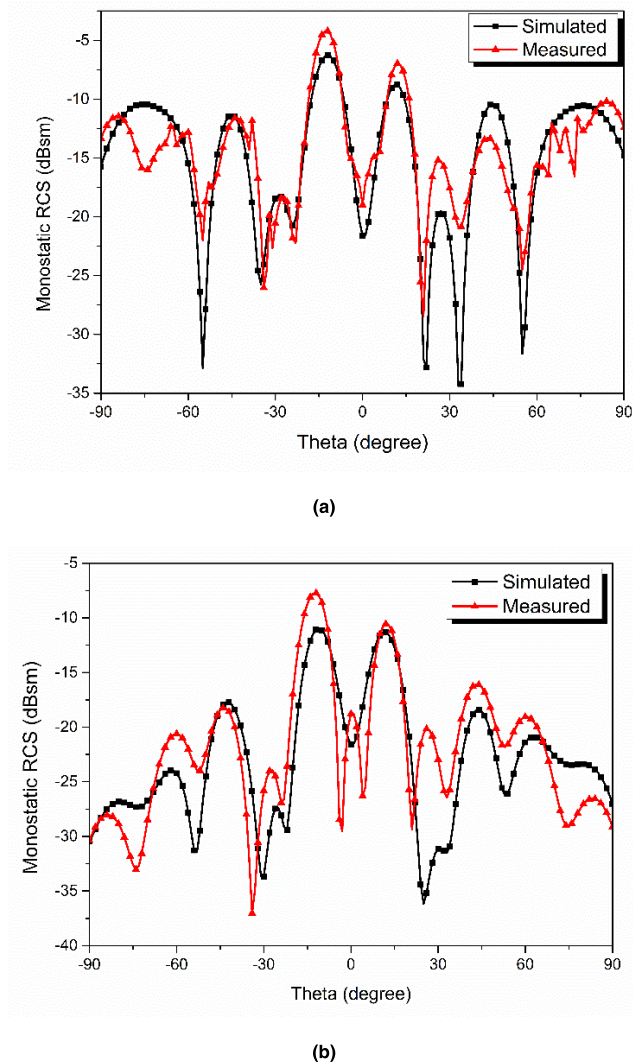 -5
-10
-15
-20
-25
-30
-35
Monostatic RCS (dBsm)
Simulated
Measured
-90 -60 -30 0 30 60 90
Theta (degree)
(a)
-5
-10
-15
-20
-25
-30
-35
-40
Monostatic RCS (dBsm)
Simulated
Measured
-90 -60 -30 0 30 60 90
Theta (degree)
(b)